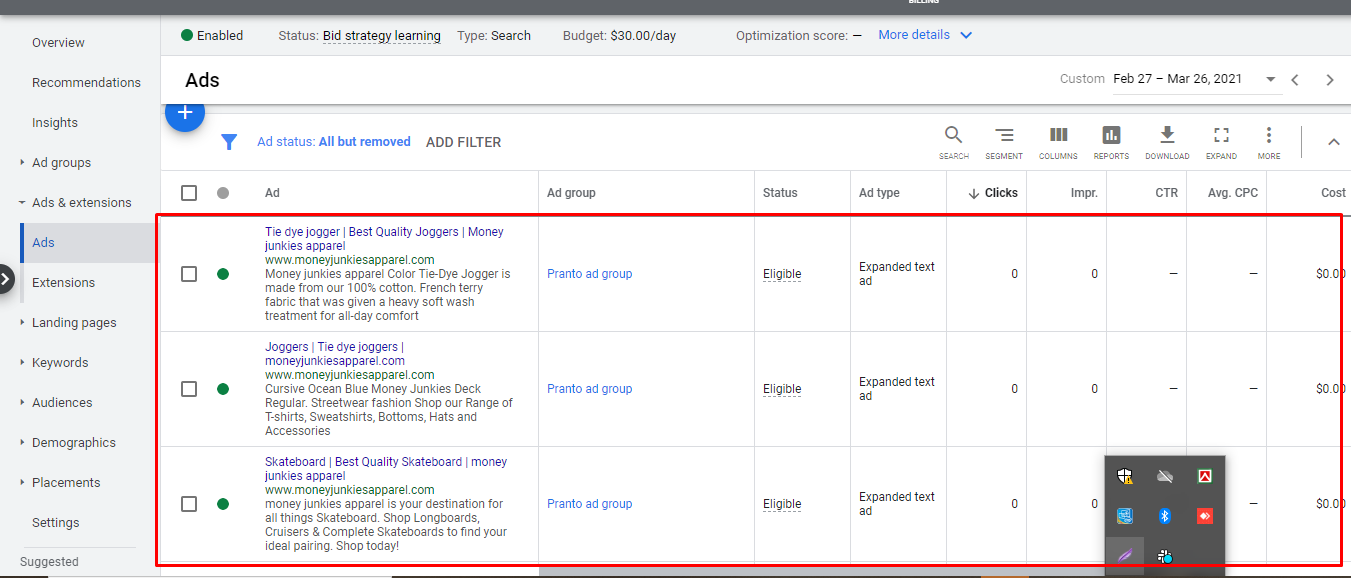 BILLING
Overview
Recommendations
Insights
Ad groups
Ads & extensions
Ads
Extensions
Landing pages
Keywords
Audiences
Demographics
Placements
Settings
Suggested
Enabled Status: Bid strategy learning Type: Search Budget: $30.00/day Optimization score: — More details
Ads Custom Feb 27 – Mar 26, 2021
Ad status: All but removed ADD FILTER
SEARCH SEGMENT COLUMNS REPORTS DOWNLOAD EXPAND MORE
Ad Ad group Status Ad type Clicks Impr. CTR Avg. CPC Cost
Tie dye jogger | Best Quality Joggers | Money
junkies apparel
www.moneyjunkiesapparel.com
Money junkies apparel Color Tie-Dye Jogger is
made from our 100% cotton. French terry
fabric that was given a heavy soft wash
treatment for all-day comfort
Pranto ad group
Eligible
Expanded text
ad
0 0 — — $0.00
Joggers | Tie dye joggers |
moneyjunkiesapparel.com
www.moneyjunkiesapparel.com
Cursive Ocean Blue Money Junkies Deck
Regular. Streetwear fashion Shop our Range of
T-shirts, Sweatshirts, Bottoms, Hats and
Accessories
Pranto ad group
Eligible
Expanded text
ad
0 0 — — $0.00
Skateboard | Best Quality Skateboard | money
junkies apparel
www.moneyjunkiesapparel.com
money junkies apparel is your destination for
all things Skateboard. Shop Longboards,
Cruisers & Complete Skateboards to find your
ideal pairing. Shop today!
Pranto ad group
Eligible
Expanded text
ad
0 0 — $0.00